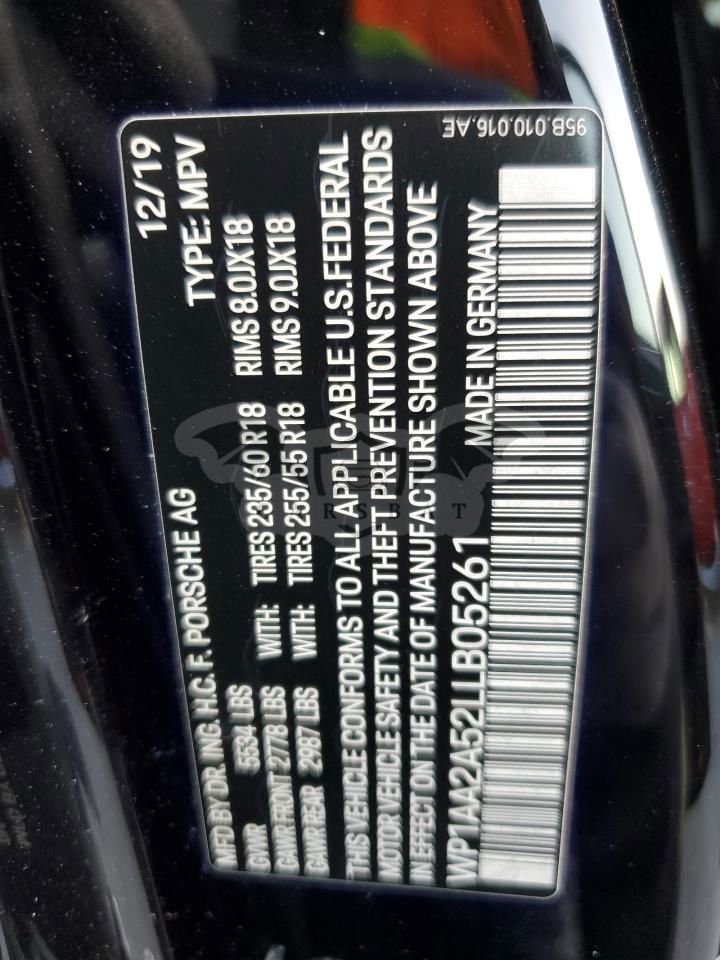 MFD BY DR. ING. H.C. F. PORSCHE AG 12/19
TYPE: MPV
GVWR 5534 LBS
GAWR FRONT 2778 LBS WITH: TIRES 235/60 R18 RIMS 8.0JX18
GAWR REAR 2987 LBS WITH: TIRES 255/55 R18 RIMS 9.0JX18
THIS VEHICLE CONFORMS TO ALL APPLICABLE U.S.FEDERAL
MOTOR VEHICLE SAFETY AND THEFT PREVENTION STANDARDS
IN EFFECT ON THE DATE OF MANUFACTURE SHOWN ABOVE
WP1AA2A52LLB05261 MADE IN GERMANY
95B.010.016.AE